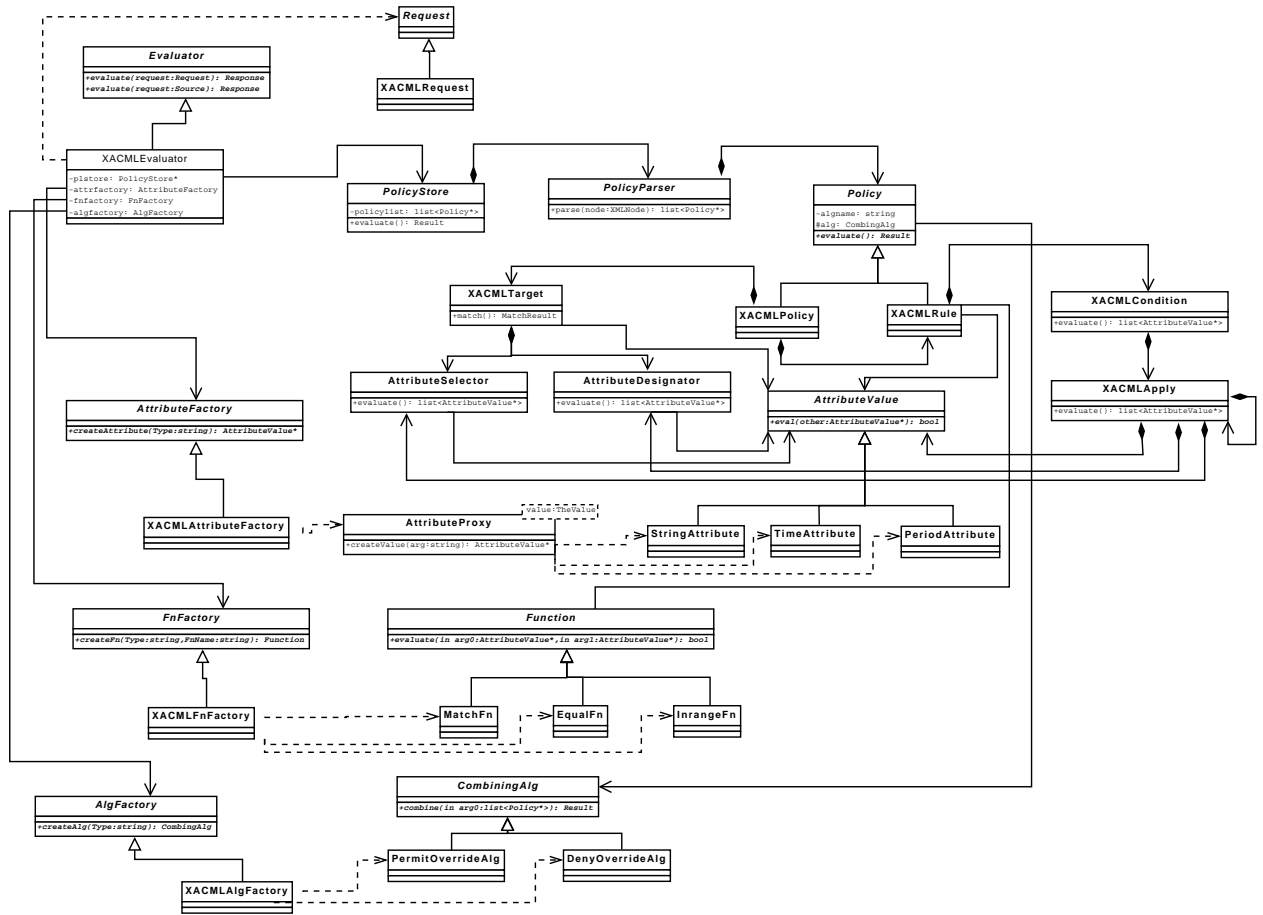 Request
Evaluator
+evaluate(request:Request): Response
+evaluate(request:Source): Response
XACMLRequest
XACMLEvaluator
-plstore: PolicyStore*
-attrfactory: AttributeFactory
-fnfactory: FnFactory
-algfactory: AlgFactory
PolicyStore
-policylist: list<Policy*>
+evaluate(): Result
PolicyParser
+parse(node:XMLNode): list<Policy*>
Policy
-algname: string
#alg: CombingAlg
+evaluate(): Result
XACMLTarget
+match(): MatchResult
XACMLPolicy
XACMLRule
XACMLCondition
+evaluate(): list<AttributeValue*>
AttributeSelector
+evaluate(): list<AttributeValue*>
AttributeDesignator
+evaluate(): list<AttributeValue*>
AttributeValue
+eval(other:AttributeValue*): bool
XACMLApply
+evaluate(): list<AttributeValue*>
AttributeFactory
+createAttribute(Type:string): AttributeValue*
XACMLAttributeFactory
value:TheValue
AttributeProxy
+createValue(arg:string): AttributeValue*
StringAttribute
TimeAttribute
PeriodAttribute
FnFactory
+createFn(Type:string,FnName:string): Function
Function
+evaluate(in arg0:AttributeValue*,in arg1:AttributeValue*): bool
XACMLFnFactory
MatchFn
EqualFn
InrangeFn
CombiningAlg
+combine(in arg0:list<Policy*>): Result
AlgFactory
+createAlg(Type:string): CombingAlg
PermitOverrideAlg
DenyOverrideAlg
XACMLAlgFactory